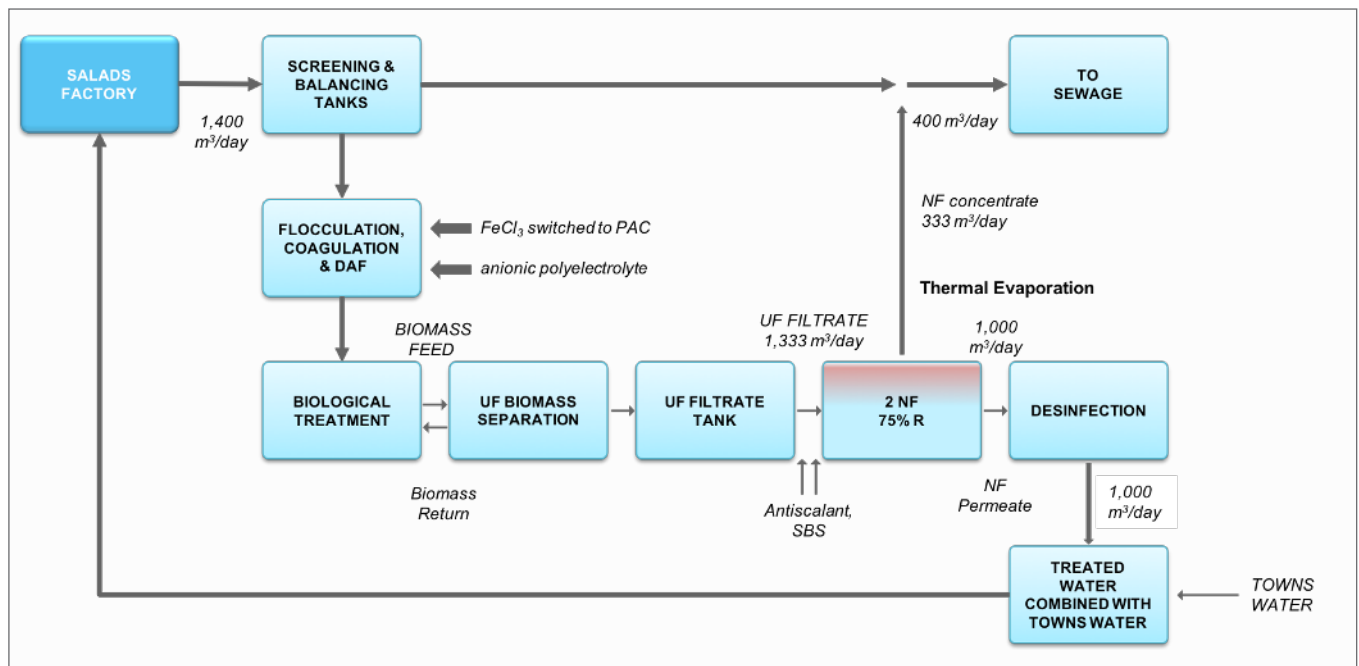 SALADS
FACTORY
1,400
m³/day
SCREENING &
BALANCING
TANKS
TO
SEWAGE
400 m³/day
NF concentrate
333 m³/day
FLOCCULATION,
COAGULATION
& DAF
FeCl₃ switched to PAC
anionic polyelectrolyte
Thermal Evaporation
BIOMASS
FEED
UF FILTRATE
1,333 m³/day
1,000
m³/day
BIOLOGICAL
TREATMENT
UF BIOMASS
SEPARATION
UF FILTRATE
TANK
2 NF
75% R
DESINFECTION
Biomass
Return
Antiscalant,
SBS
NF
Permeate
1,000
m³/day
TREATED
WATER
COMBINED WITH
TOWNS WATER
TOWNS
WATER